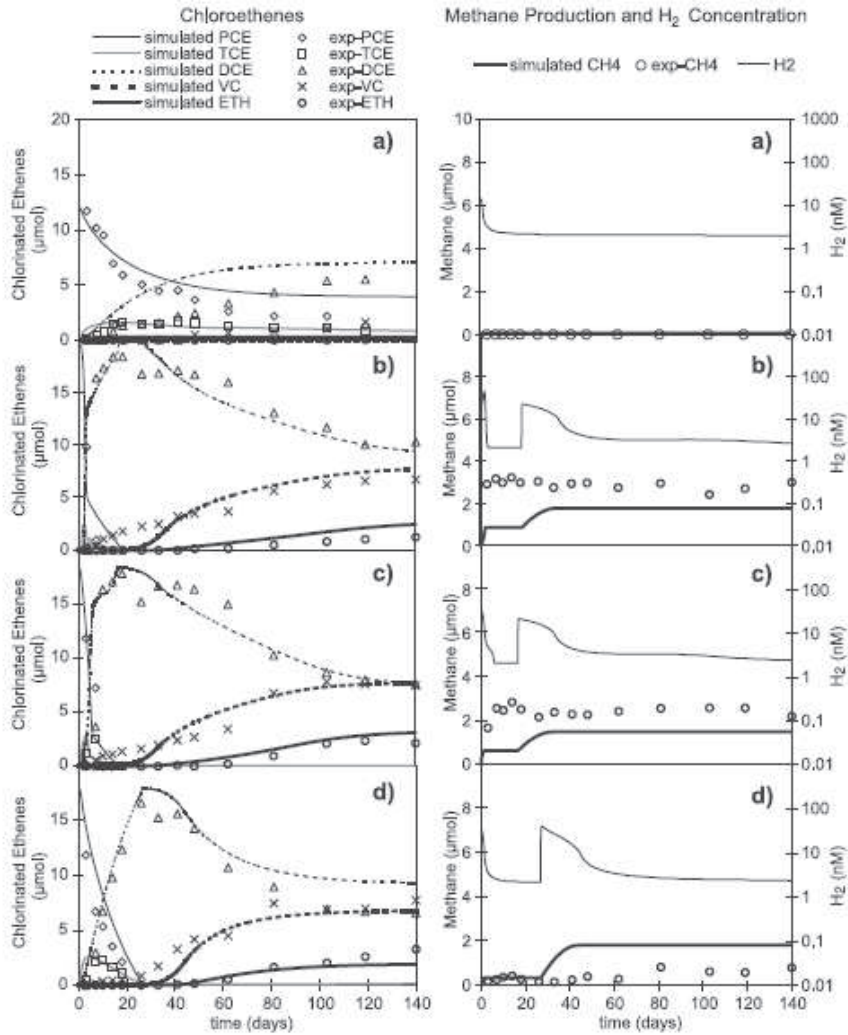 Chloroethenes
simulated PCE exp-PCE
simulated TCE exp-TCE
simulated DCE exp-DCE
simulated VC exp-VC
simulated ETH exp-ETH
Methane Production and H2 Concentration
simulated CH4 exp-CH4 H2
a)
20
15
10
5
0
Chlorinated Ethenes
(µmol)
a)
10
8
6
4
2
0
Methane (µmol)
1000
100
10
1
0,1
0.01
H2 (nM)
b)
15
10
5
0
Chlorinated Ethenes
(µmol)
b)
8
6
4
2
0
Methane (µmol)
100
10
1
0,1
0.01
H2 (nM)
c)
15
10
5
0
Chlorinated Ethenes
(µmol)
c)
8
6
4
2
0
Methane (µmol)
100
10
1
0,1
0.01
H2 (nM)
d)
15
10
5
0
Chlorinated Ethenes
(µmol)
0 20 40 60 80 100 120 140
time (days)
d)
8
6
4
2
0
Methane (µmol)
100
10
1
0,1
0.01
H2 (nM)
0 20 40 60 80 100 120 140
time (days)